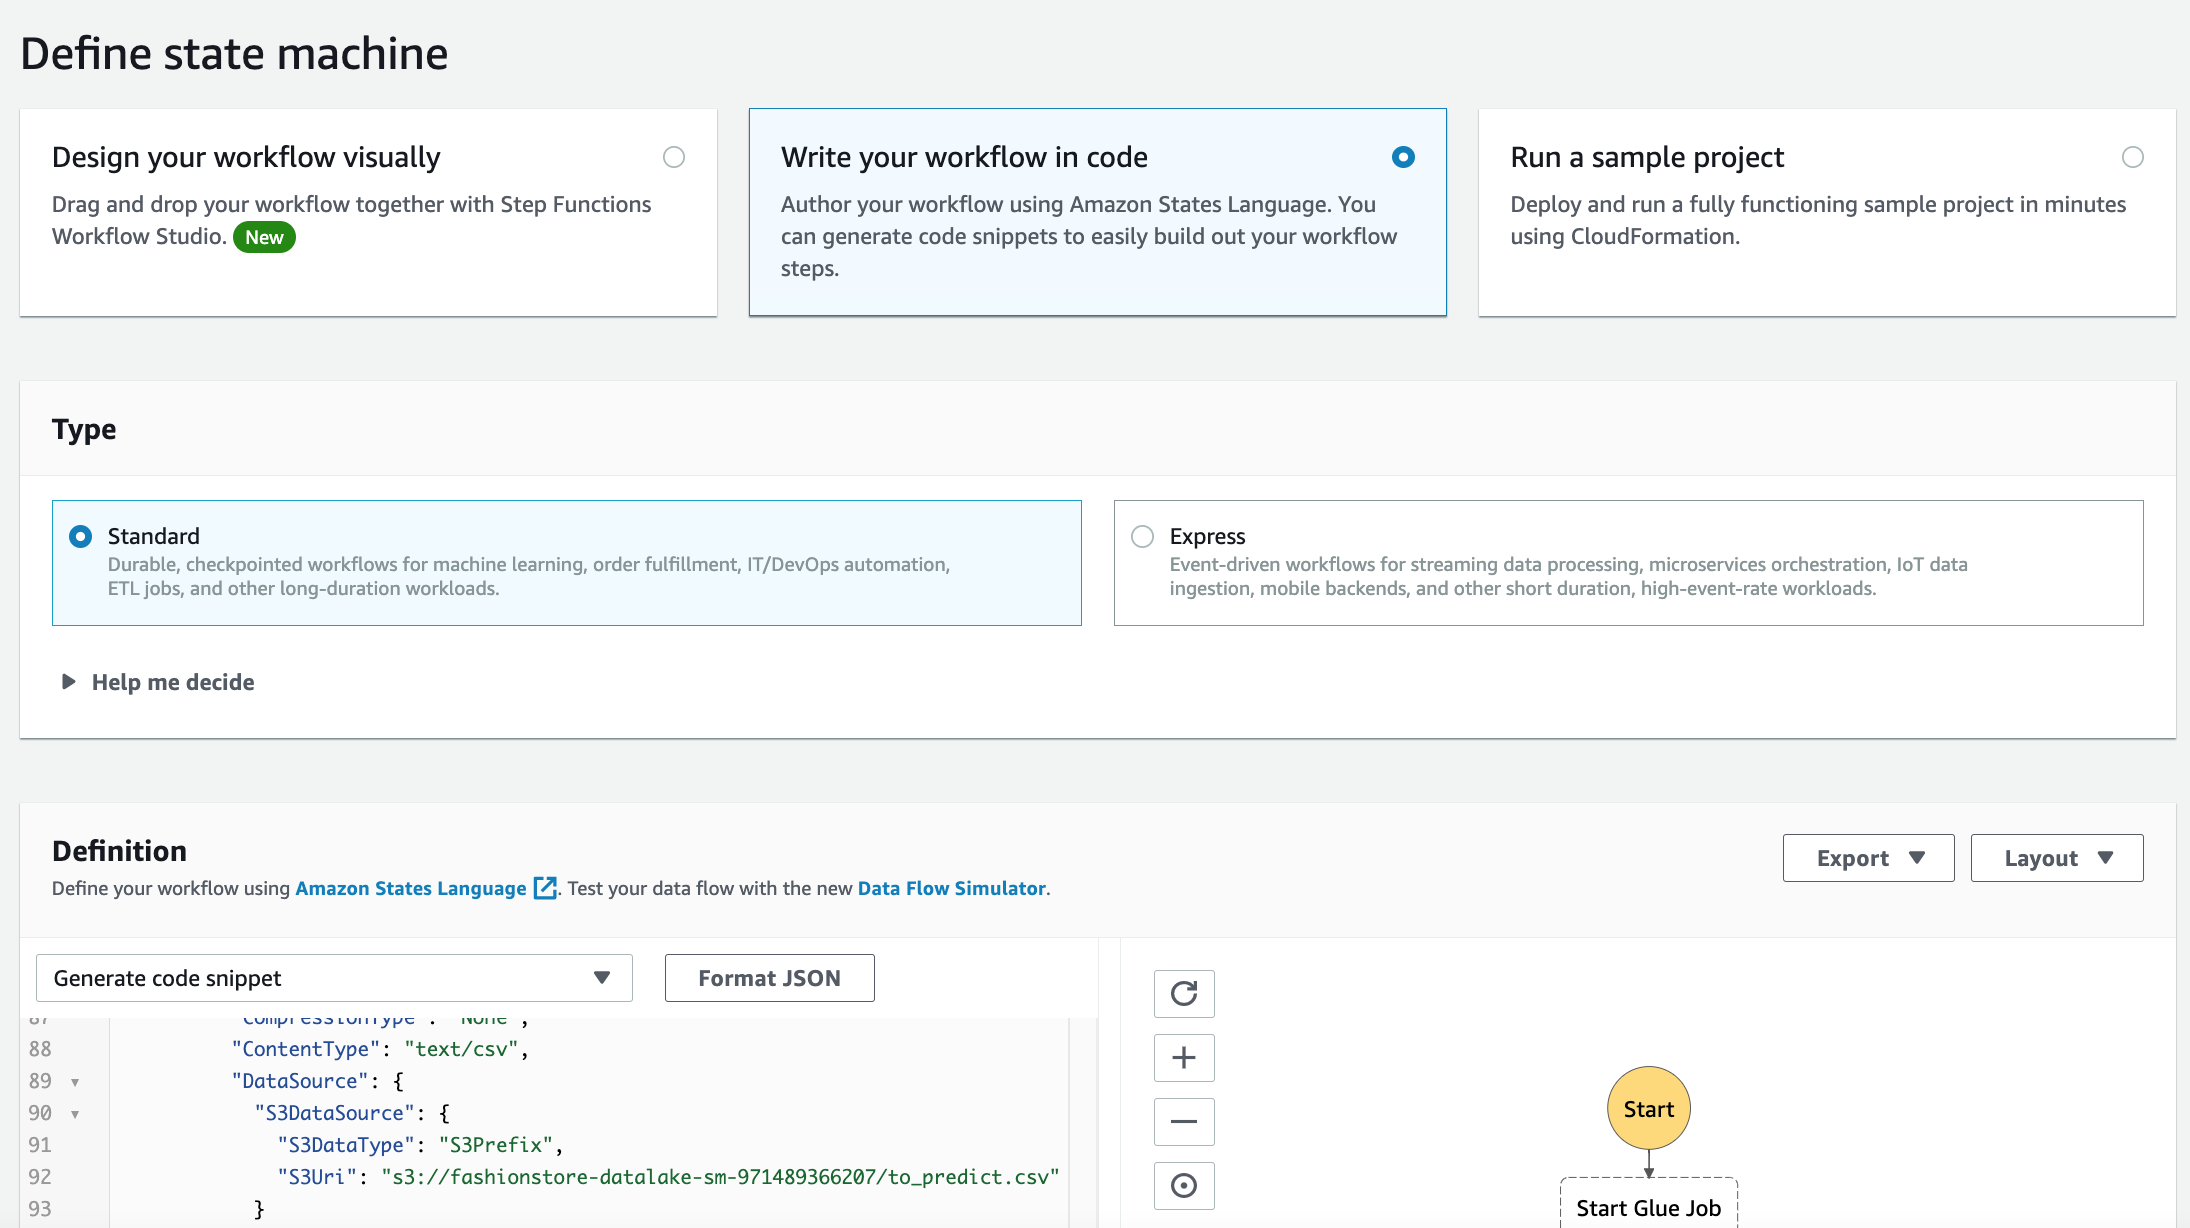 Define state machine
Design your workflow visually
Drag and drop your workflow together with Step Functions
Workflow Studio. New
Write your workflow in code
Author your workflow using Amazon States Language. You
can generate code snippets to easily build out your workflow
steps.
Run a sample project
Deploy and run a fully functioning sample project in minutes
using CloudFormation.
Type
Standard
Durable, checkpointed workflows for machine learning, order fulfillment, IT/DevOps automation,
ETL jobs, and other long-duration workloads.
Express
Event-driven workflows for streaming data processing, microservices orchestration, IoT data
ingestion, mobile backends, and other short duration, high-event-rate workloads.
Help me decide
Definition
Define your workflow using Amazon States Language. Test your data flow with the new Data Flow Simulator.
Export
Layout
Generate code snippet
Format JSON
87 "CompressionType": "None",
88 "ContentType": "text/csv",
89 "DataSource": {
90 "S3DataSource": {
91 "S3DataType": "S3Prefix",
92 "S3Uri": "s3://fashionstore-datalake-sm-971489366207/to_predict.csv"
93 }
Start
Start Glue Job